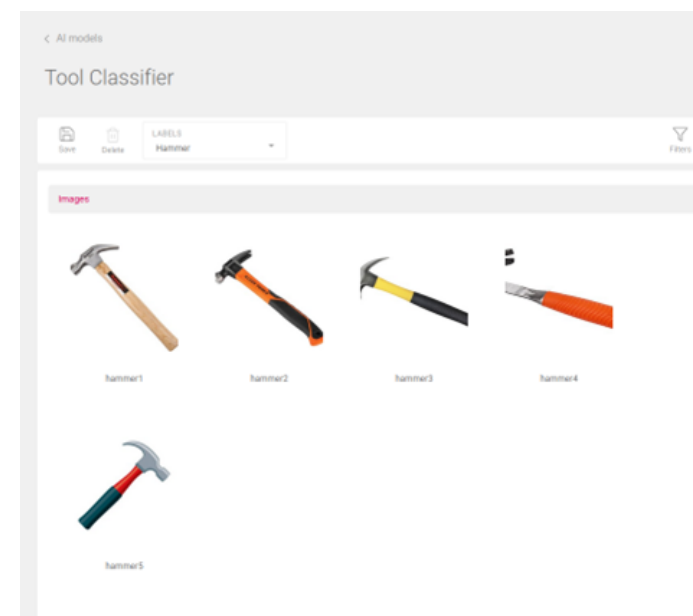 < AI models
Tool Classifier
Save
Delete
LABELS
Hammer
Filters
Images
hammer1
hammer2
hammer3
hammer4
hammer5